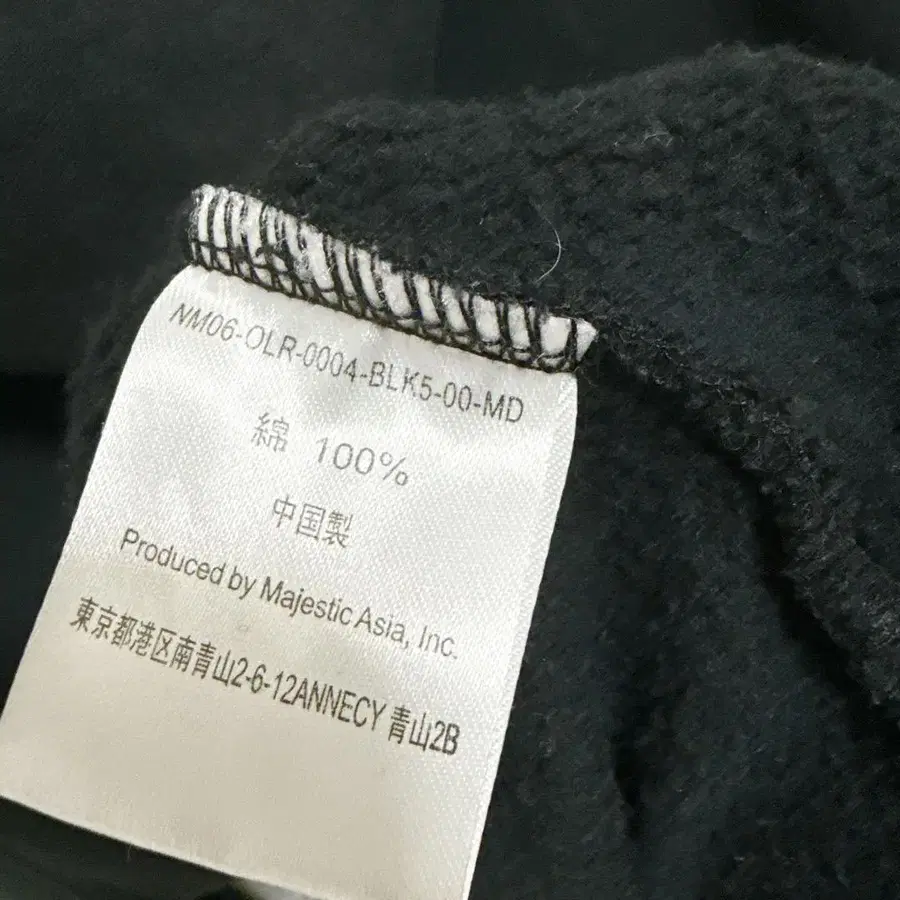 NM06-OLR-0004-BLK5-00-MD
綿 100%
中国製
Produced by Majestic Asia, Inc.
東京都港区南青山2-6-12ANNECY 青山2B